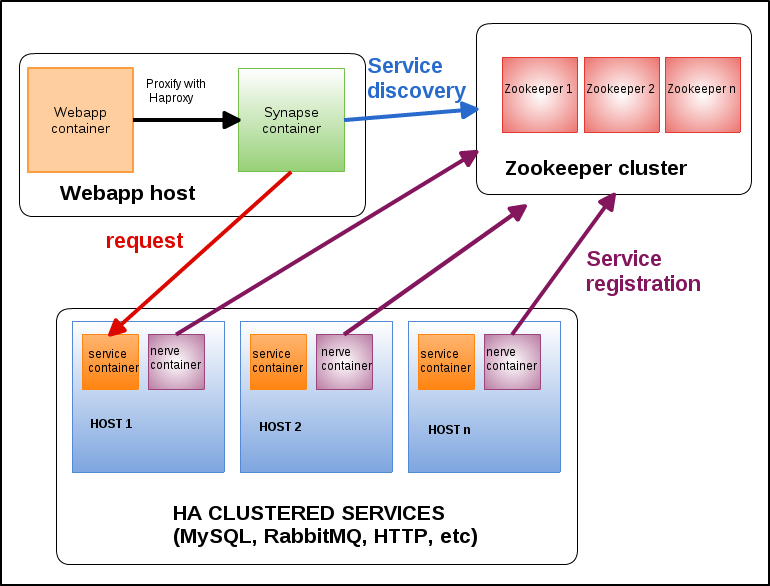 Service
discovery
Proxify with
Haproxy
Webapp
container
Synapse
container
Webapp host
Zookeeper 1
Zookeeper 2
Zookeeper n
Zookeeper cluster
request
Service
registration
service
container
nerve
container
HOST 1
service
container
nerve
container
HOST 2
service
container
nerve
container
HOST n
HA CLUSTERED SERVICES
(MySQL, RabbitMQ, HTTP, etc)